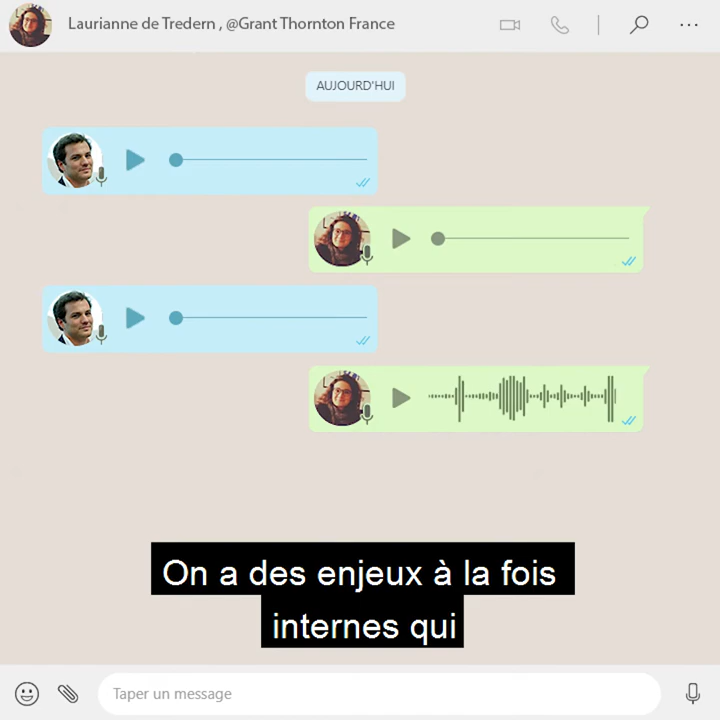 Laurianne de Tredern , @Grant Thornton France
AUJOURD'HUI
On a des enjeux à la fois
internes qui
Taper un message